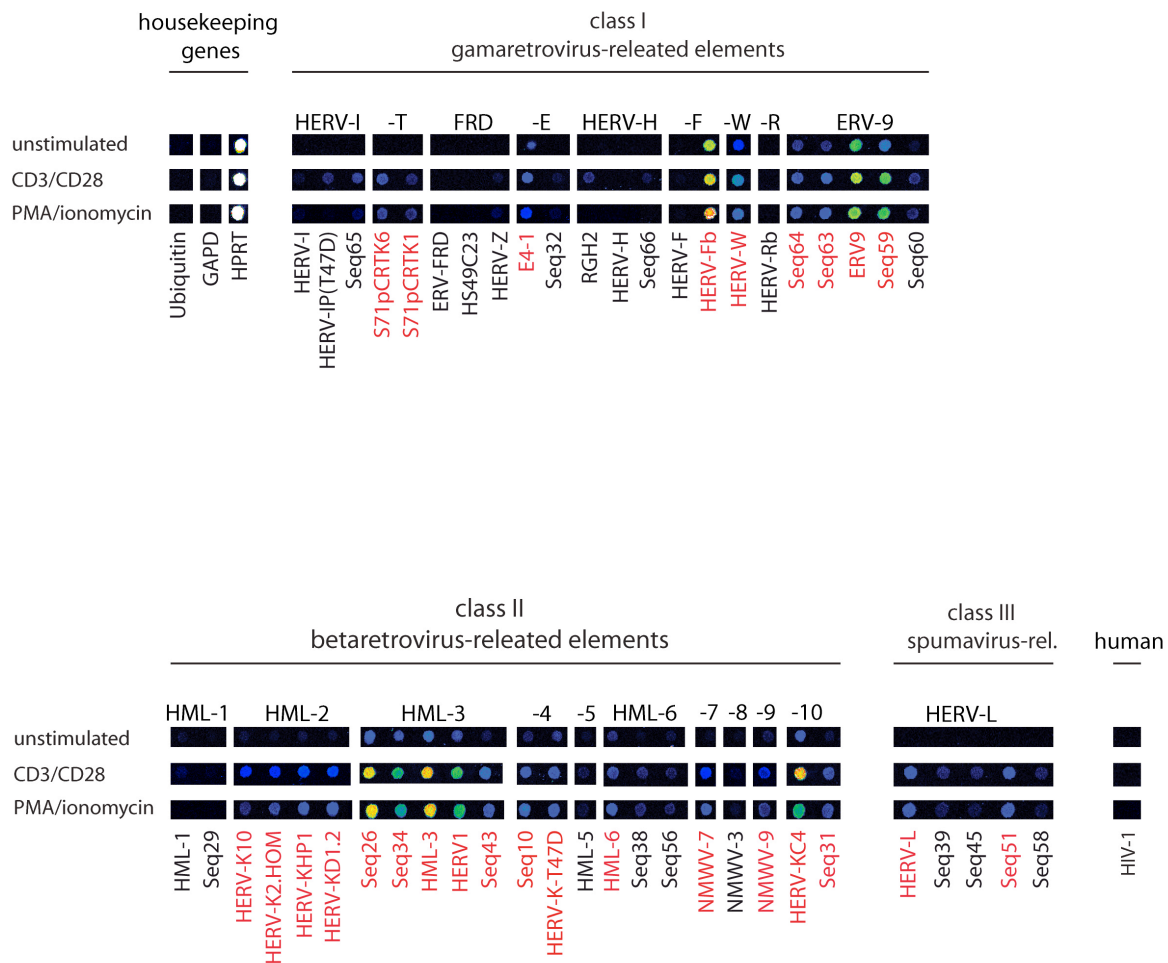 housekeeping
genes
class I
gamaretrovirus-releated elements
HERV-I -T FRD -E HERV-H -F -W -R ERV-9
unstimulated
CD3/CD28
PMA/ionomycin
Ubiquitin
GAPD
HPRT
HERV-I
HERV-IP(T47D)
Seq65
S71pCRTK6
S71pCRTK1
ERV-FRD
HS49C23
HERV-Z
E4-1
Seq32
RGH2
HERV-H
Seq66
HERV-F
HERV-Fb
HERV-W
HERV-Rb
Seq64
Seq63
ERV9
Seq59
Seq60
class II
betaretrovirus-releated elements
class III
spumavirus-rel.
human
HML-1 HML-2 HML-3 -4 -5 HML-6 -7 -8 -9 -10 HERV-L
unstimulated
CD3/CD28
PMA/ionomycin
HML-1
Seq29
HERV-K10
HERV-K2.HOM
HERV-KHP1
HERV-KD1.2
Seq26
Seq34
HML-3
HERV1
Seq43
Seq10
HERV-K-T47D
HML-5
HML-6
Seq38
Seq56
NMWV-7
NMWV-3
NMWV-9
HERV-KC4
Seq31
HERV-L
Seq39
Seq45
Seq51
Seq58
HIV-1